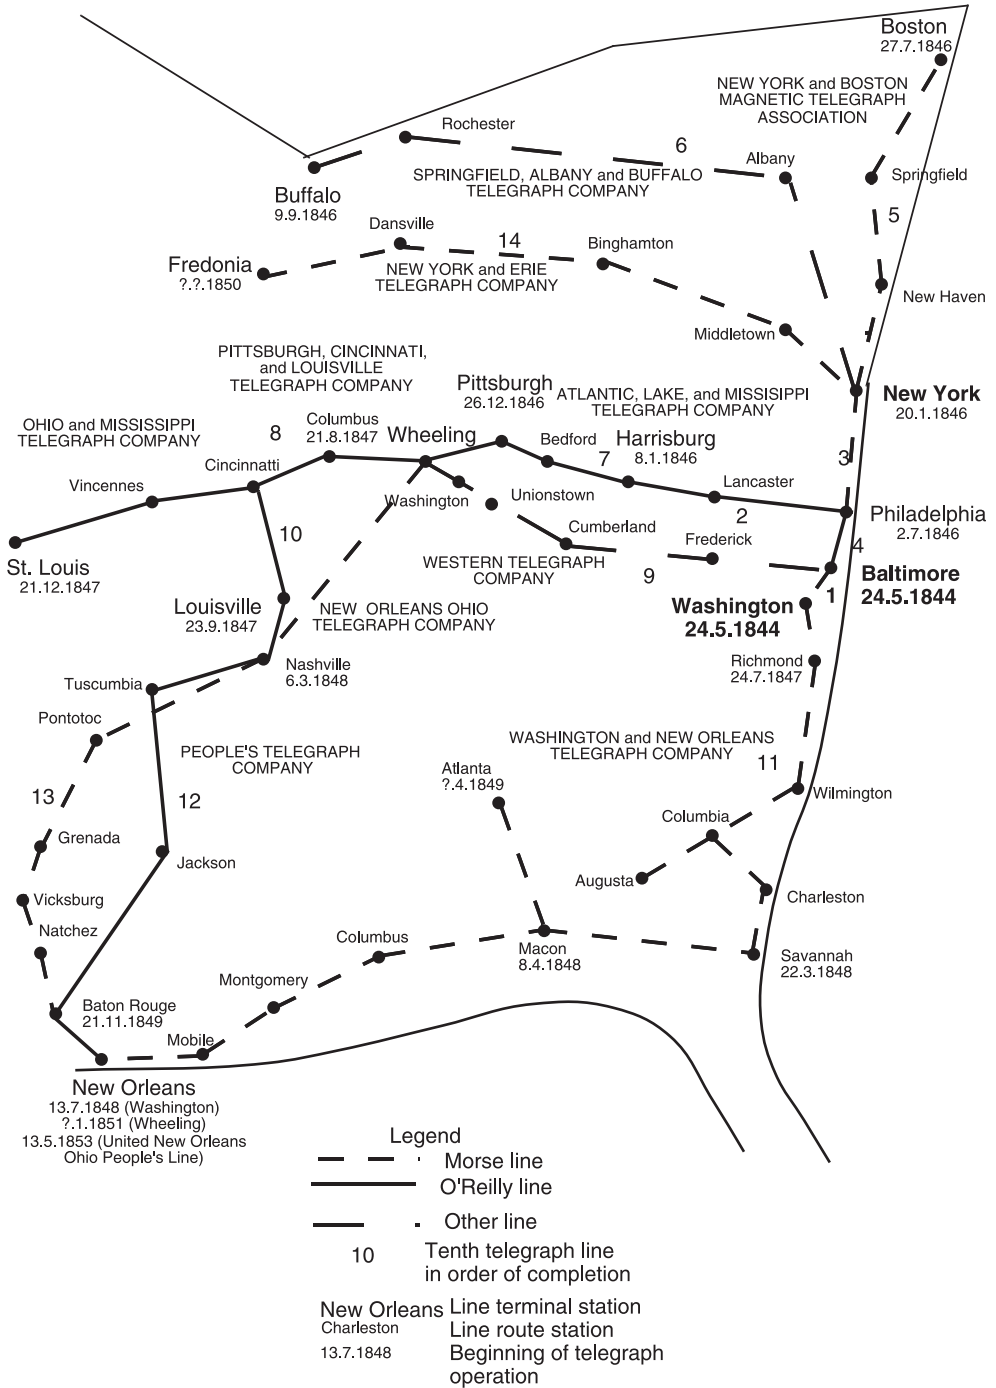 Boston
27.7.1846
NEW YORK and BOSTON
MAGNETIC TELEGRAPH
ASSOCIATION
Rochester
6
Albany
Springfield
SPRINGFIELD, ALBANY and BUFFALO
TELEGRAPH COMPANY
Buffalo
9.9.1846
5
Dansville
14
Binghamton
Fredonia
?.?.1850
NEW YORK and ERIE
TELEGRAPH COMPANY
New Haven
Middletown
PITTSBURGH, CINCINNATI,
and LOUISVILLE
TELEGRAPH COMPANY
Pittsburgh
26.12.1846
ATLANTIC, LAKE, and MISSISIPPI
TELEGRAPH COMPANY
New York
20.1.1846
OHIO and MISSISSIPPI
TELEGRAPH COMPANY
8
Columbus
21.8.1847
Wheeling
Bedford
7
Harrisburg
8.1.1846
3
Cincinnatti
Vincennes
Washington
Unionstown
Lancaster
2
Philadelphia
2.7.1846
10
Cumberland
Frederick
4
St. Louis
21.12.1847
WESTERN TELEGRAPH
COMPANY
9
Baltimore
24.5.1844
1
Louisville
23.9.1847
NEW ORLEANS OHIO
TELEGRAPH COMPANY
Washington
24.5.1844
Nashville
6.3.1848
Richmond
24.7.1847
Tuscumbia
Pontotoc
PEOPLE'S TELEGRAPH
COMPANY
WASHINGTON and NEW ORLEANS
TELEGRAPH COMPANY
11
Atlanta
?.4.1849
13
12
Wilmington
Columbia
Grenada
Jackson
Augusta
Charleston
Vicksburg
Natchez
Columbus
Macon
8.4.1848
Savannah
22.3.1848
Montgomery
Baton Rouge
21.11.1849
Mobile
New Orleans
13.7.1848 (Washington)
?.1.1851 (Wheeling)
13.5.1853 (United New Orleans
Ohio People's Line)
Legend
Morse line
O'Reilly line
Other line
10 Tenth telegraph line
in order of completion
New Orleans Line terminal station
Charleston Line route station
13.7.1848 Beginning of telegraph
operation